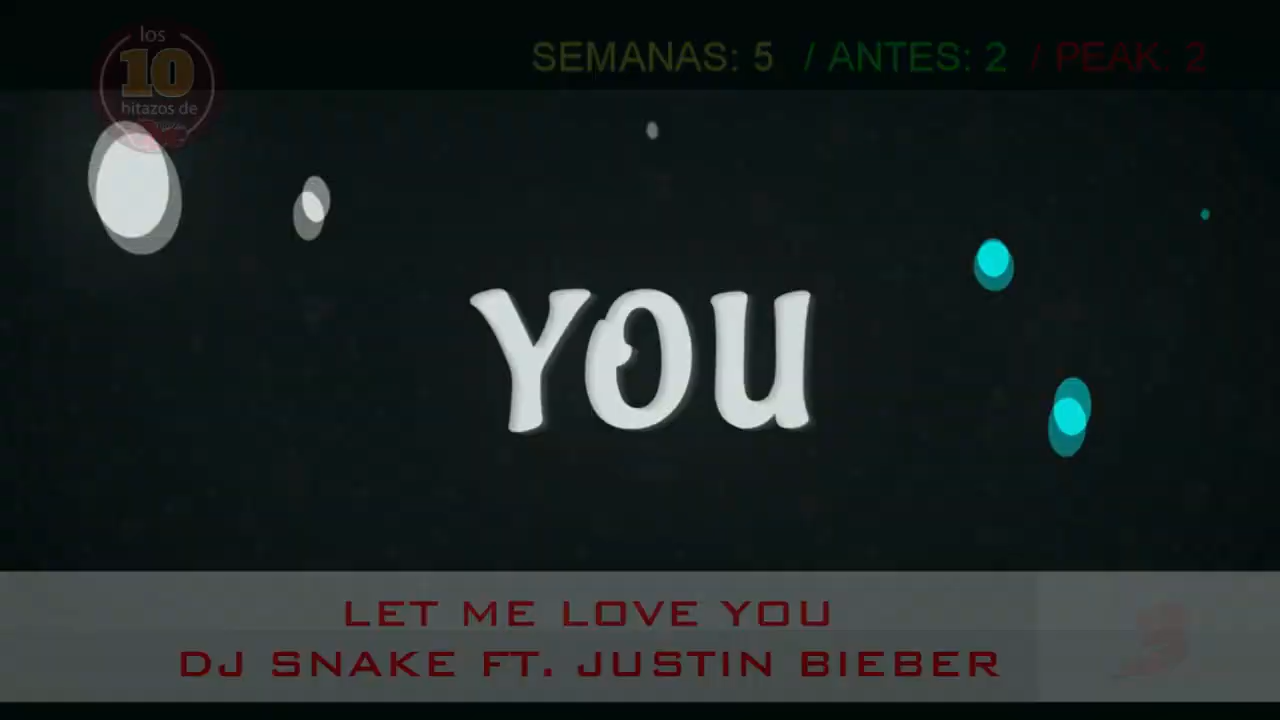 los
10
hitazos de
SEMANAS: 5 / ANTES: 2 / PEAK: 2
YOU
LET ME LOVE YOU
DJ SNAKE FT. JUSTIN BIEBER
3